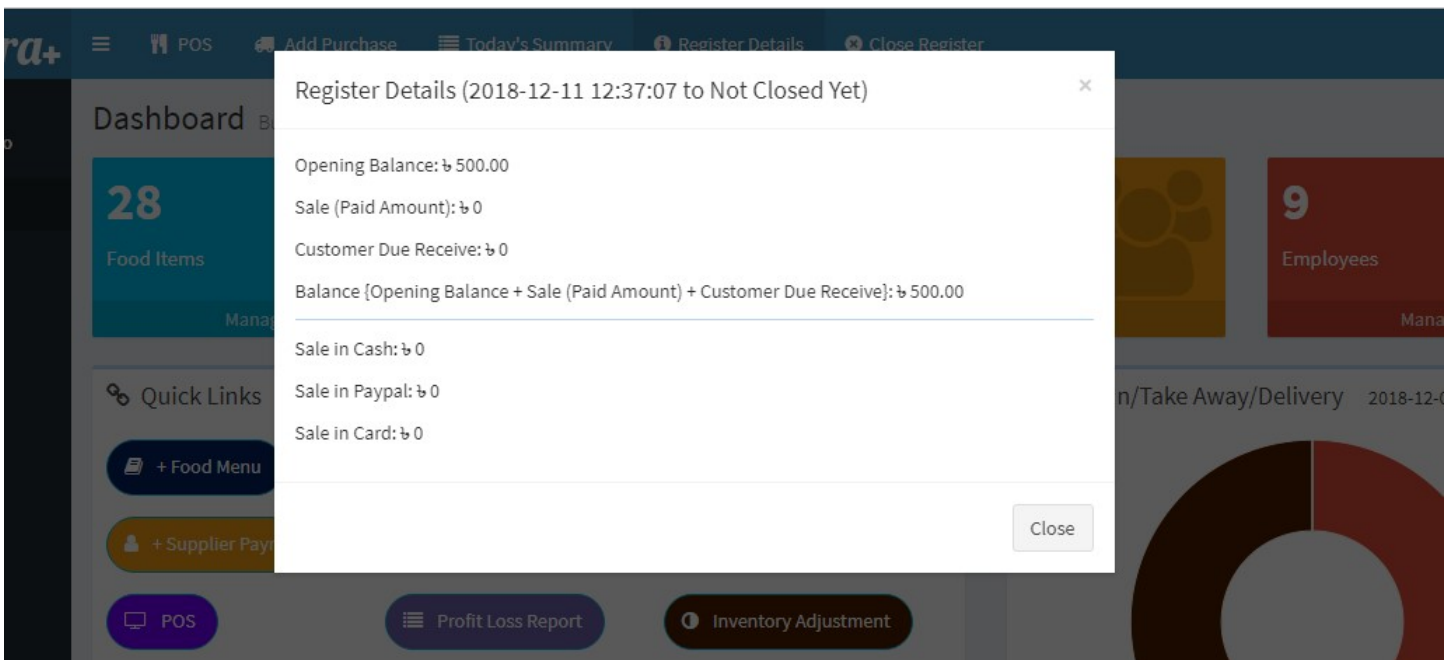 ra+
POS
Add Purchase
Today's Summary
Register Details
Close Register
Register Details (2018-12-11 12:37:07 to Not Closed Yet)
×
Dashboard
Opening Balance: ৳ 500.00
Sale (Paid Amount): ৳ 0
Customer Due Receive: ৳ 0
Balance {Opening Balance + Sale (Paid Amount) + Customer Due Receive}: ৳ 500.00
Sale in Cash: ৳ 0
Sale in Paypal: ৳ 0
Sale in Card: ৳ 0
Close
28
Food Items
9
Employees
Quick Links
n/Take Away/Delivery
2018-12-0
+ Food Menu
+ Supplier
POS
Profit Loss Report
Inventory Adjustment